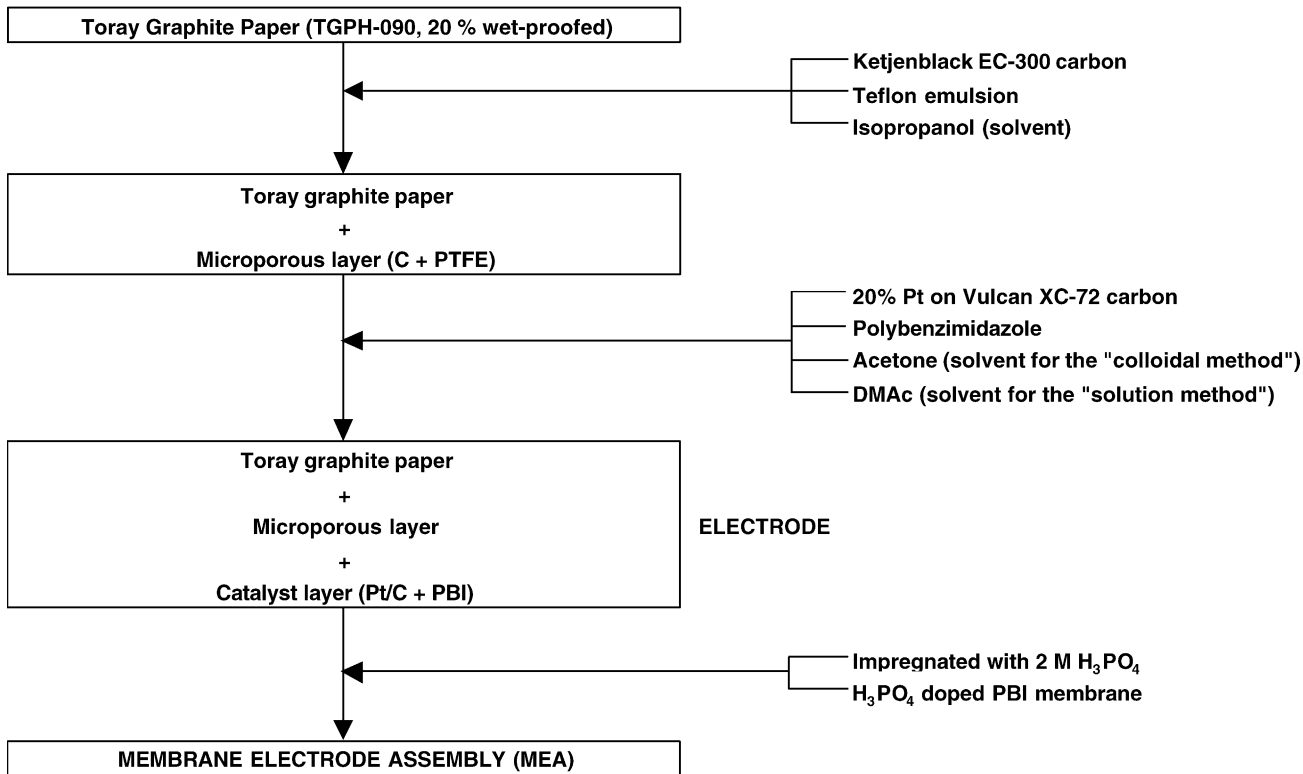 Toray Graphite Paper (TGPH-090, 20 % wet-proofed)
Ketjenblack EC-300 carbon
Teflon emulsion
Isopropanol (solvent)
Toray graphite paper
+
Microporous layer (C + PTFE)
20% Pt on Vulcan XC-72 carbon
Polybenzimidazole
Acetone (solvent for the "colloidal method")
DMAc (solvent for the "solution method")
Toray graphite paper
+
Microporous layer
+
Catalyst layer (Pt/C + PBI)
ELECTRODE
Impregnated with 2 M H₃PO₄
H₃PO₄ doped PBI membrane
MEMBRANE ELECTRODE ASSEMBLY (MEA)